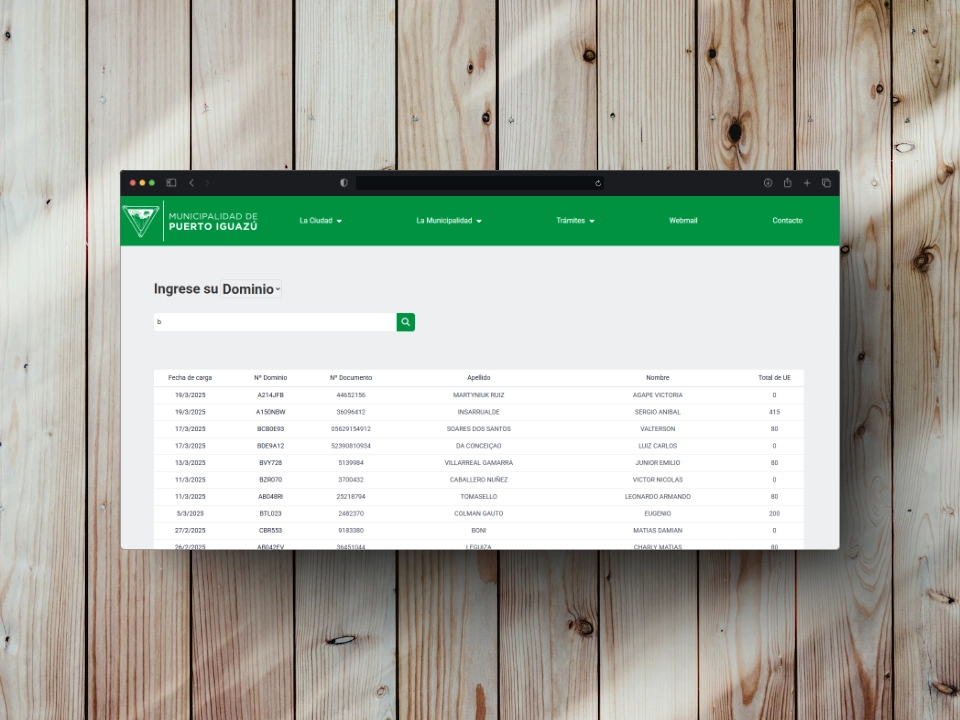 MUNICIPALIDAD DE
PUERTO IGUAZÚ
La Ciudad
La Municipalidad
Trámites
Webmail
Contacto
Ingrese su Dominio
b
Fecha de carga Nº Dominio Nº Documento Apellido Nombre Total de UE
19/3/2025 A214JFB 44652156 MARTYNIUK RUIZ AGAPE VICTORIA 0
19/3/2025 A150NBW 36096412 INSARRUALDE SERGIO ANIBAL 415
17/3/2025 BCB0E93 05629154912 SOARES DOS SANTOS VALTERSON 80
17/3/2025 BDE9A12 52390810934 DA CONCEIÇAO LUIZ CARLOS 0
13/3/2025 BVY728 5139984 VILLARREAL GAMARRA JUNIOR EMILIO 80
11/3/2025 BZR070 3700432 CABALLERO NUÑEZ VICTOR NICOLAS 0
11/3/2025 AB048RI 25218794 TOMASELLO LEONARDO ARMANDO 80
5/3/2025 BTL023 2482370 COLMAN GAUTO EUGENIO 200
27/2/2025 CBR553 9183380 BONI MATIAS DAMIAN 0
26/2/2025 AB042EV 36451044 LEGUIZA CHARLY MATIAS 80